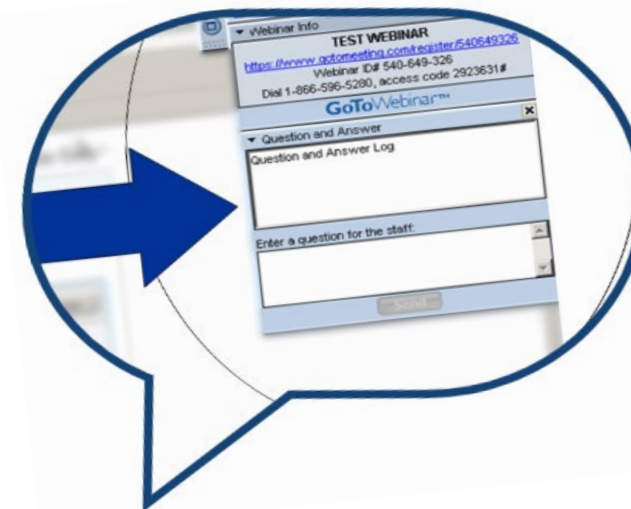 Webinar Info
TEST WEBINAR
https://www.gotomeeting.com/register/540649326
Webinar ID# 540-649-326
Dial 1-866-596-5280, access code 2923631#
GoToWebinar™
Question and Answer
Question and Answer Log
Enter a question for the staff:
Send